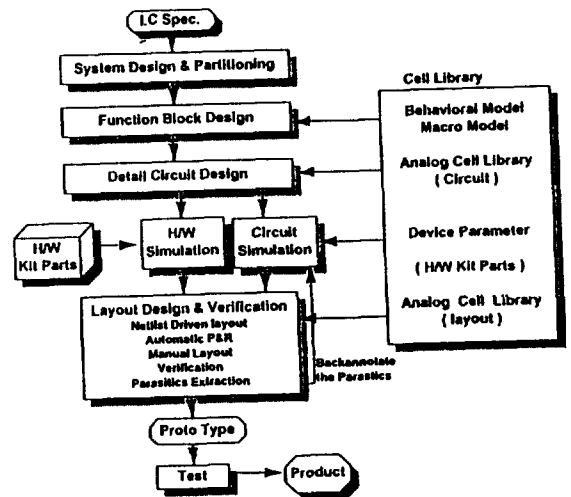 I.C Spec.
System Design & Partitioning
Function Block Design
Detail Circuit Design
H/W
Simulation
Circuit
Simulation
H/W
Kit Parts
Layout Design & Verification
Netlist Driven layout
Automatic P&R
Manual Layout
Verification
Parasitics Extraction
Backannotate
the Parastics
Proto Type
Test
Product
Cell Library
Behavioral Model
Macro Model
Analog Cell Library
( Circuit )
Device Parameter
( H/W Kit Parts )
Analog Cell Library
( layout )